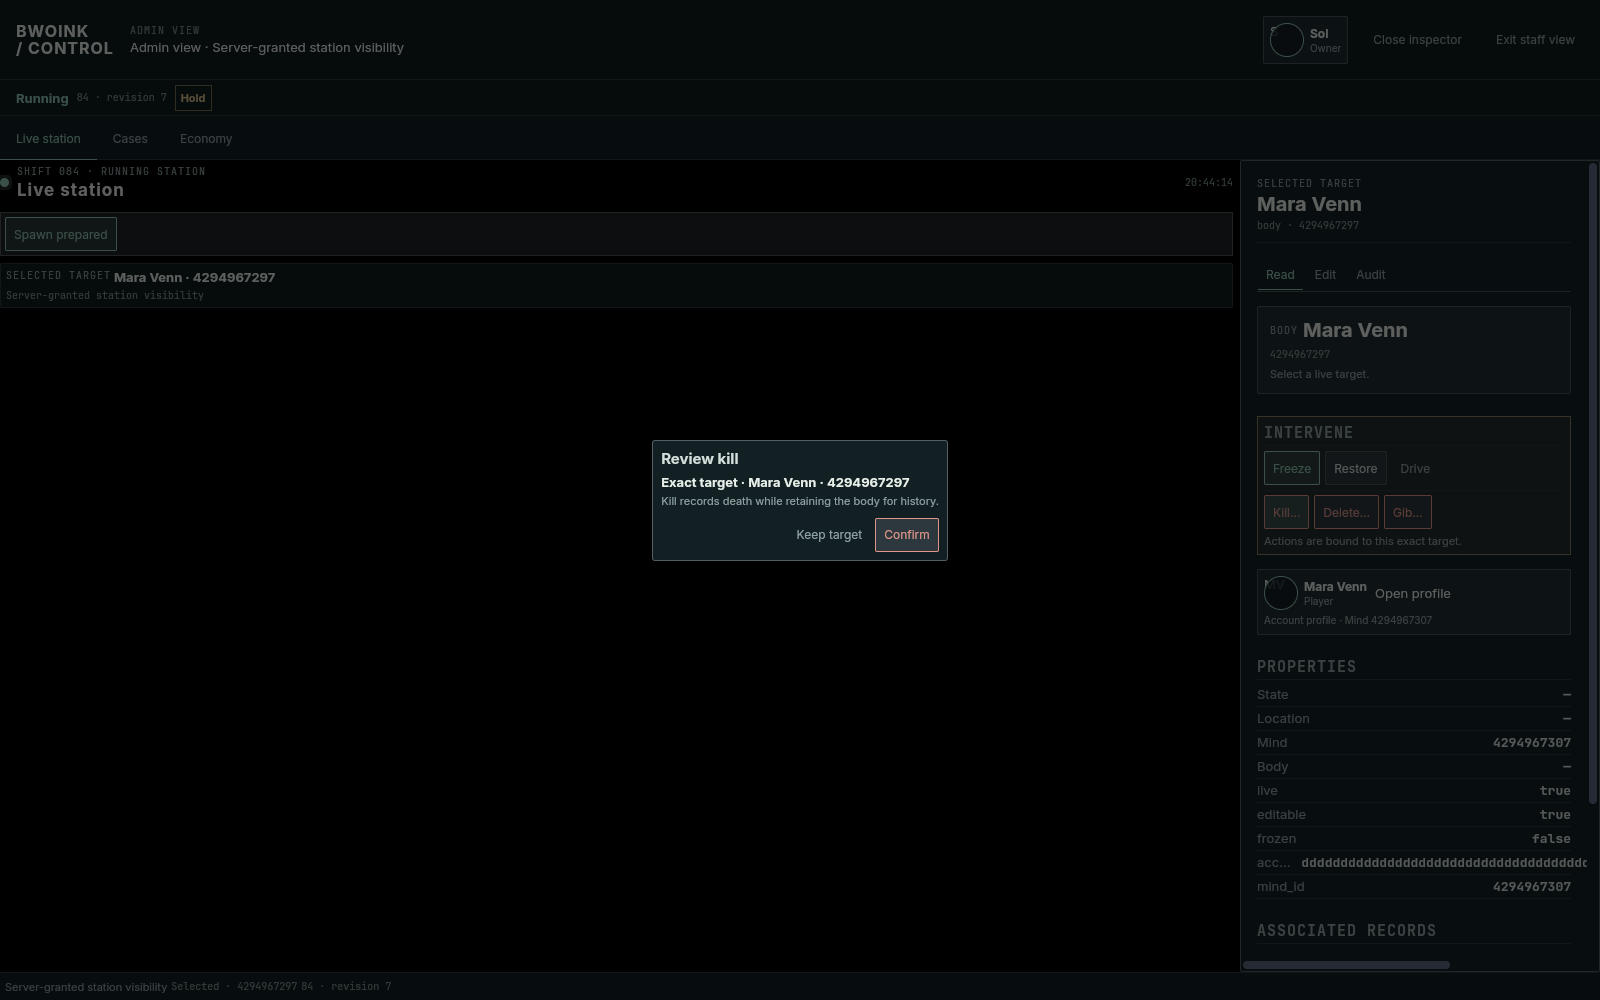 BWOINK
/ CONTROL
ADMIN VIEW
Admin view · Server-granted station visibility
S
Sol
Owner
Close inspector
Exit staff view
Running 84 · revision 7 Hold
Live station Cases Economy
SHIFT 084 · RUNNING STATION
Live station
20:44:14
Spawn prepared
SELECTED TARGET Mara Venn · 4294967297
Server-granted station visibility
Review kill
Exact target · Mara Venn · 4294967297
Kill records death while retaining the body for history.
Keep target Confirm
SELECTED TARGET
Mara Venn
body · 4294967297
Read Edit Audit
BODY Mara Venn
4294967297
Select a live target.
INTERVENE
Freeze Restore Drive
Kill... Delete... Gib...
Actions are bound to this exact target.
MV
Mara Venn
Player
Open profile
Account profile · Mind 4294967307
PROPERTIES
State —
Location —
Mind 4294967307
Body —
live true
editable true
frozen false
acc...
mind_id 4294967307
ASSOCIATED RECORDS
Server-granted station visibility Selected · 4294967297 84 · revision 7